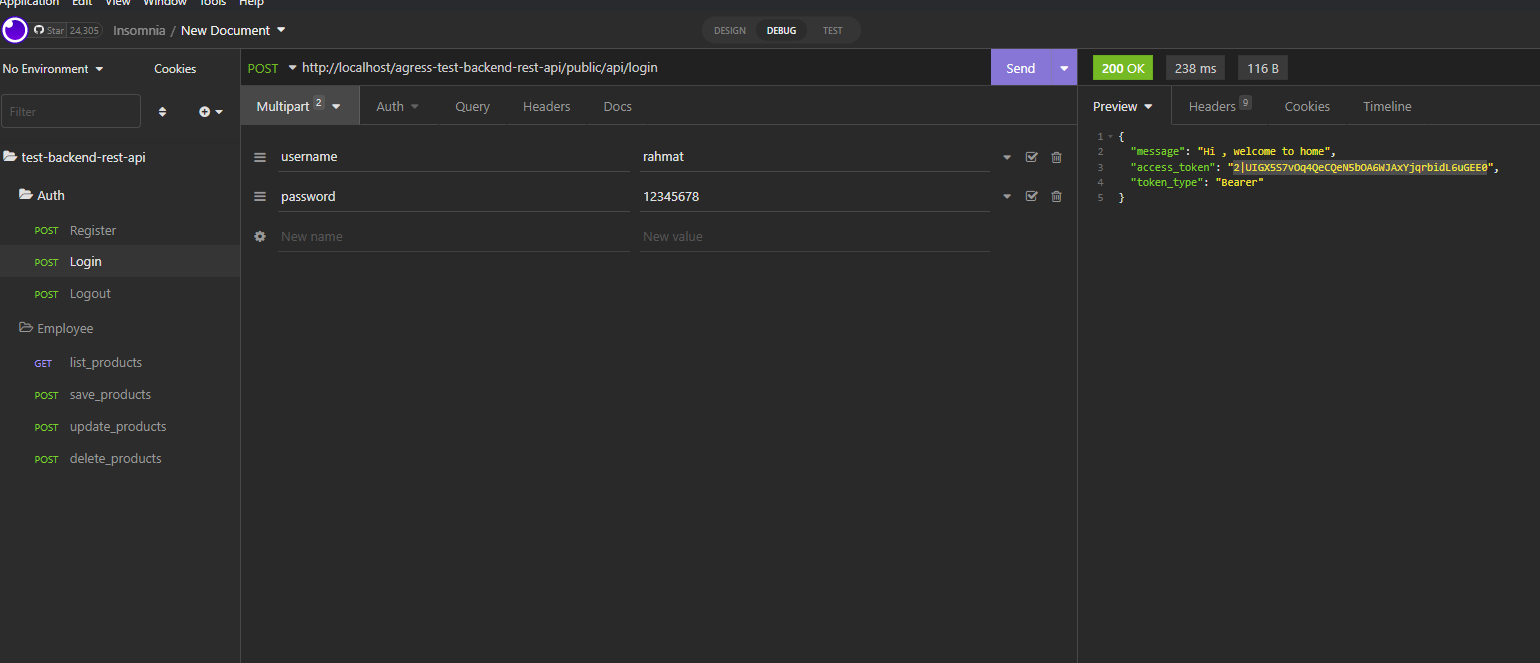 Application Edit View Window Tools Help
Star 24,305 Insomnia / New Document DESIGN DEBUG TEST
No Environment Cookies
POST http://localhost/agress-test-backend-rest-api/public/api/login Send
200 OK 238 ms 116 B
Filter
Multipart 2 Auth Query Headers Docs
Preview Headers 9 Cookies Timeline
test-backend-rest-api
Auth
POST Register
POST Login
POST Logout
Employee
GET list_products
POST save_products
POST update_products
POST delete_products
username rahmat
password 12345678
New name New value
1 {
2 "message": "Hi , welcome to home",
3 "access_token": "2|UIGX5S7vOq4QeCQeN5bOA6WJAxYjqrbidL6uGEE0",
4 "token_type": "Bearer"
5 }